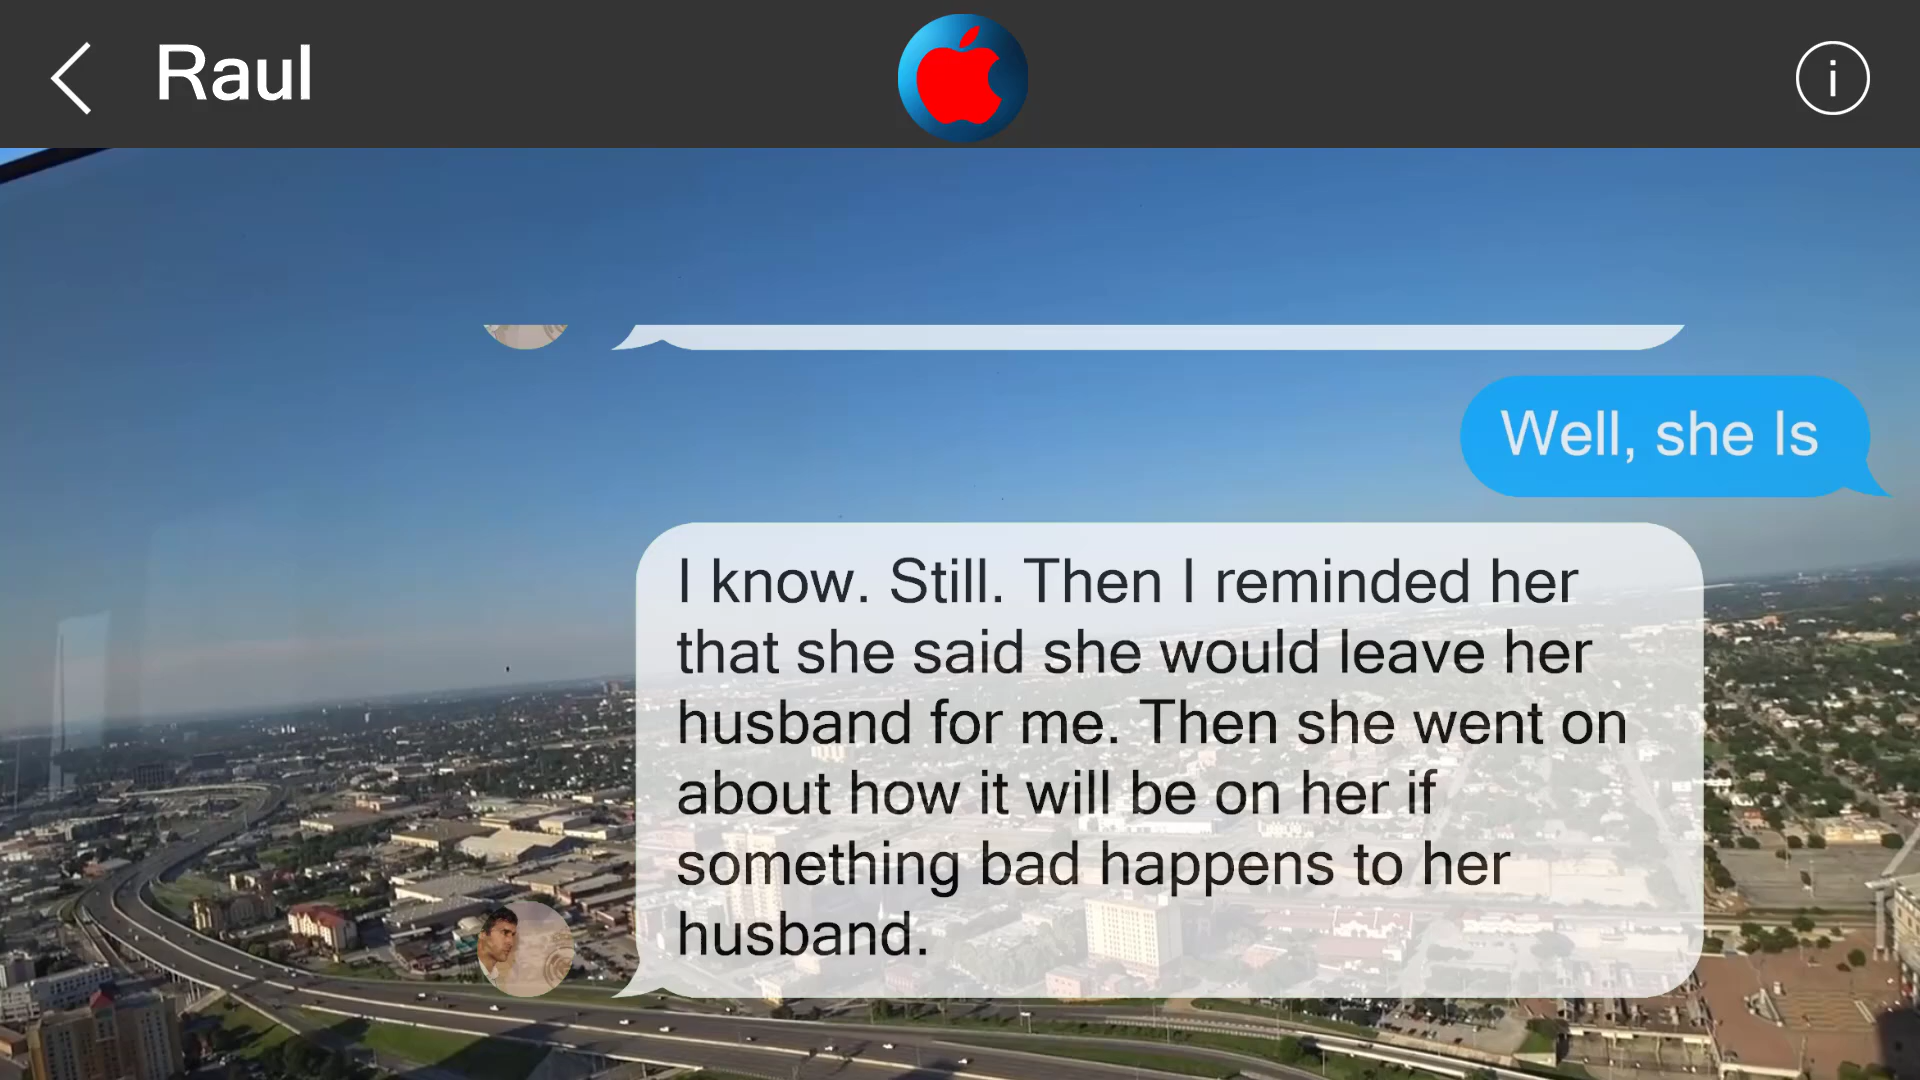 Raul
i
Well, she Is
I know. Still. Then I reminded her
that she said she would leave her
husband for me. Then she went on
about how it will be on her if
something bad happens to her
husband.